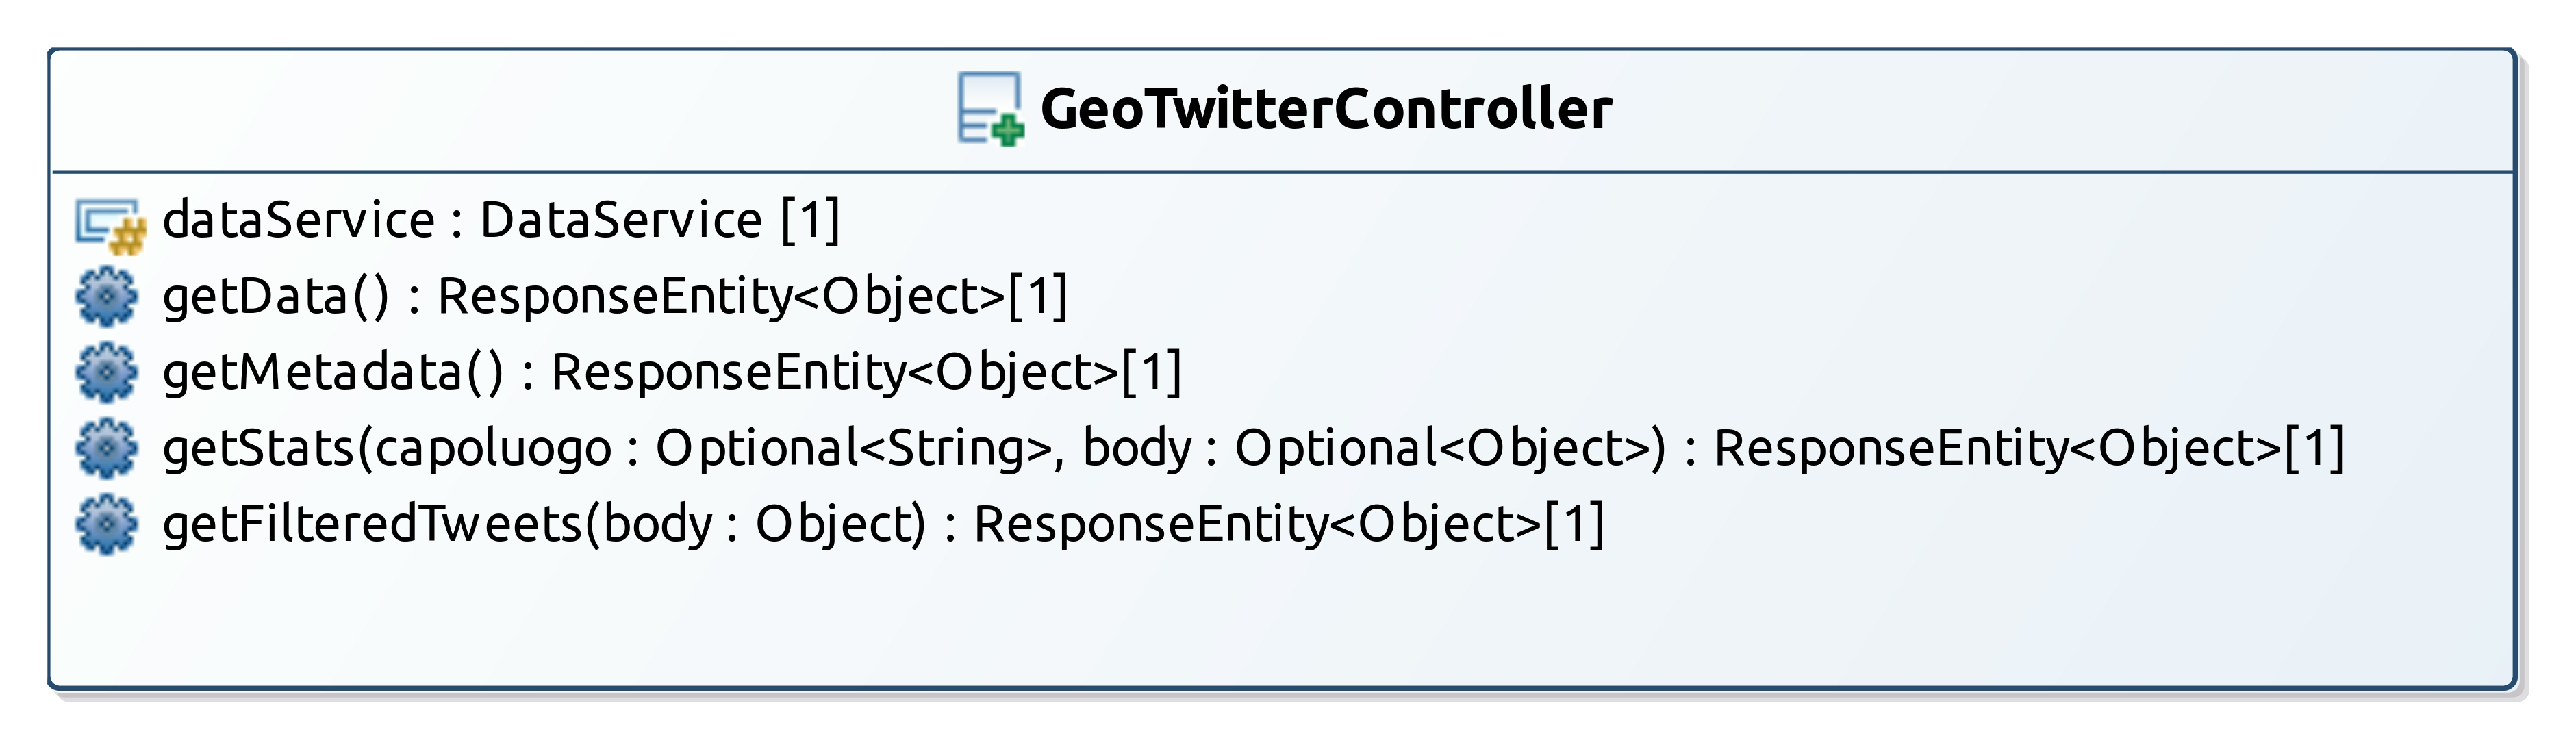 GeoTwitterController
dataService : DataService [1]
getData() : ResponseEntity<Object>[1]
getMetadata() : ResponseEntity<Object>[1]
getStats(capoluogo : Optional<String>, body : Optional<Object>) : ResponseEntity<Object>[1]
getFilteredTweets(body : Object) : ResponseEntity<Object>[1]